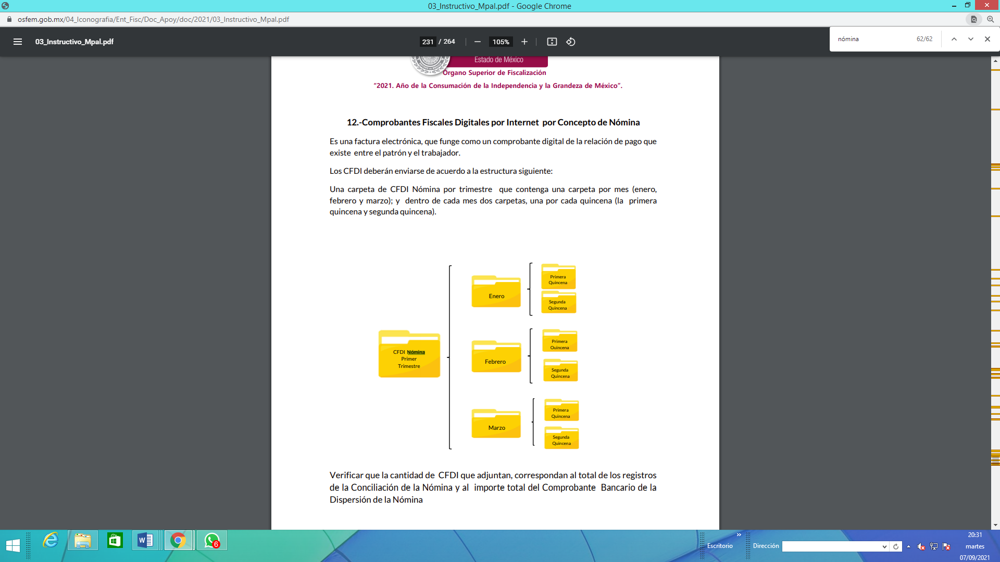 03_Instructivo_Mpal.pdf - Google Chrome
osfem.gob.mx/04_Iconografia/Ent_Fisc/Doc_Apoy/doc/2021/03_Instructivo_Mpal.pdf
03_Instructivo_Mpal.pdf
231 / 264
105%
nómina
62/62
Estado de México
Órgano Superior de Fiscalización
“2021. Año de la Consumación de la Independencia y la Grandeza de México”.
12.-Comprobantes Fiscales Digitales por Internet por Concepto de Nómina
Es una factura electrónica, que funge como un comprobante digital de la relación de pago que
existe entre el patrón y el trabajador.
Los CFDI deberán enviarse de acuerdo a la estructura siguiente:
Una carpeta de CFDI Nómina por trimestre que contenga una carpeta por mes (enero,
febrero y marzo); y dentro de cada mes dos carpetas, una por cada quincena (la primera
quincena y segunda quincena).
CFDI Nómina
Primer
Trimestre
Enero
Primera
Quincena
Segunda
Quincena
Febrero
Primera
Quincena
Segunda
Quincena
Marzo
Primera
Quincena
Segunda
Quincena
Verificar que la cantidad de CFDI que adjuntan, correspondan al total de los registros
de la Conciliación de la Nómina y al importe total del Comprobante Bancario de la
Dispersión de la Nómina
6
Escritorio
»
Dirección
20:31
martes
07/09/2021